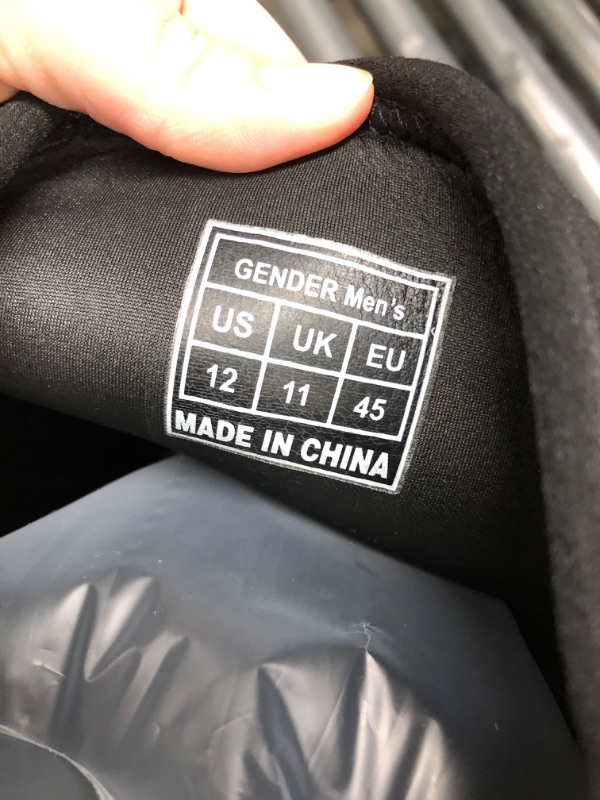 GENDER Men's
US UK EU
12 11 45
MADE IN CHINA